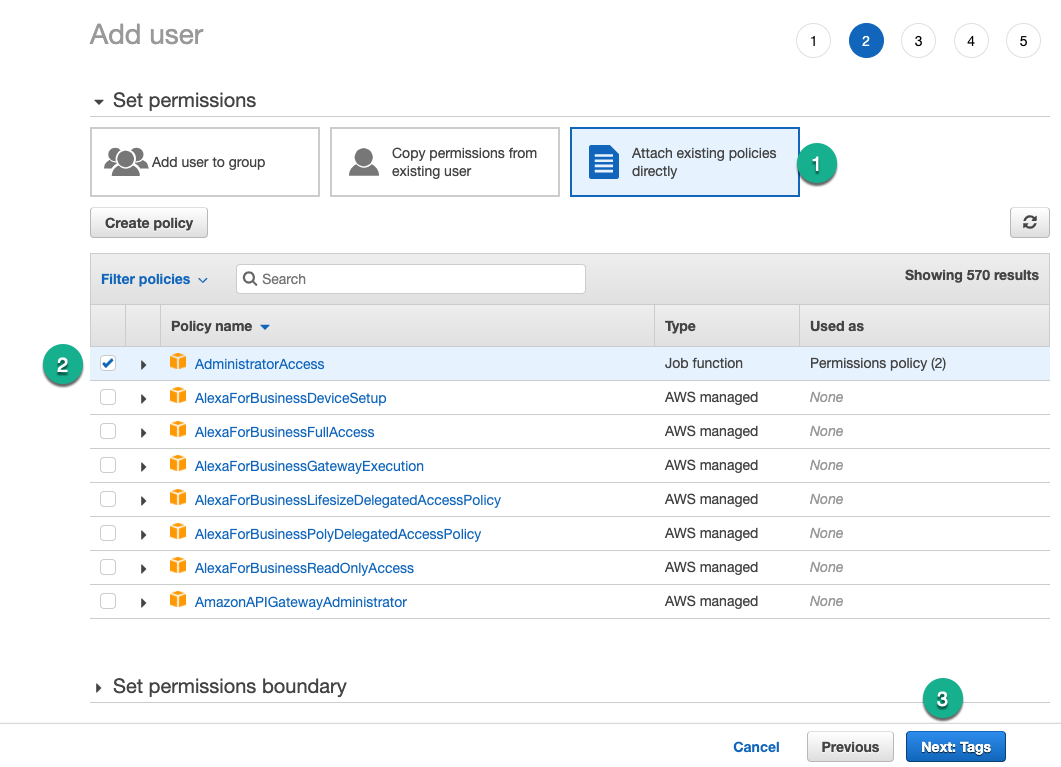 Add user
1 2 3 4 5
Set permissions
Add user to group
Copy permissions from
existing user
Attach existing policies
directly
1
Create policy
Filter policies
Search
Showing 570 results
Policy name Type Used as
2
AdministratorAccess Job function Permissions policy (2)
AlexaForBusinessDeviceSetup AWS managed None
AlexaForBusinessFullAccess AWS managed None
AlexaForBusinessGatewayExecution AWS managed None
AlexaForBusinessLifesizeDelegatedAccessPolicy AWS managed None
AlexaForBusinessPolyDelegatedAccessPolicy AWS managed None
AlexaForBusinessReadOnlyAccess AWS managed None
AmazonAPIGatewayAdministrator AWS managed None
Set permissions boundary
3
Cancel Previous Next: Tags